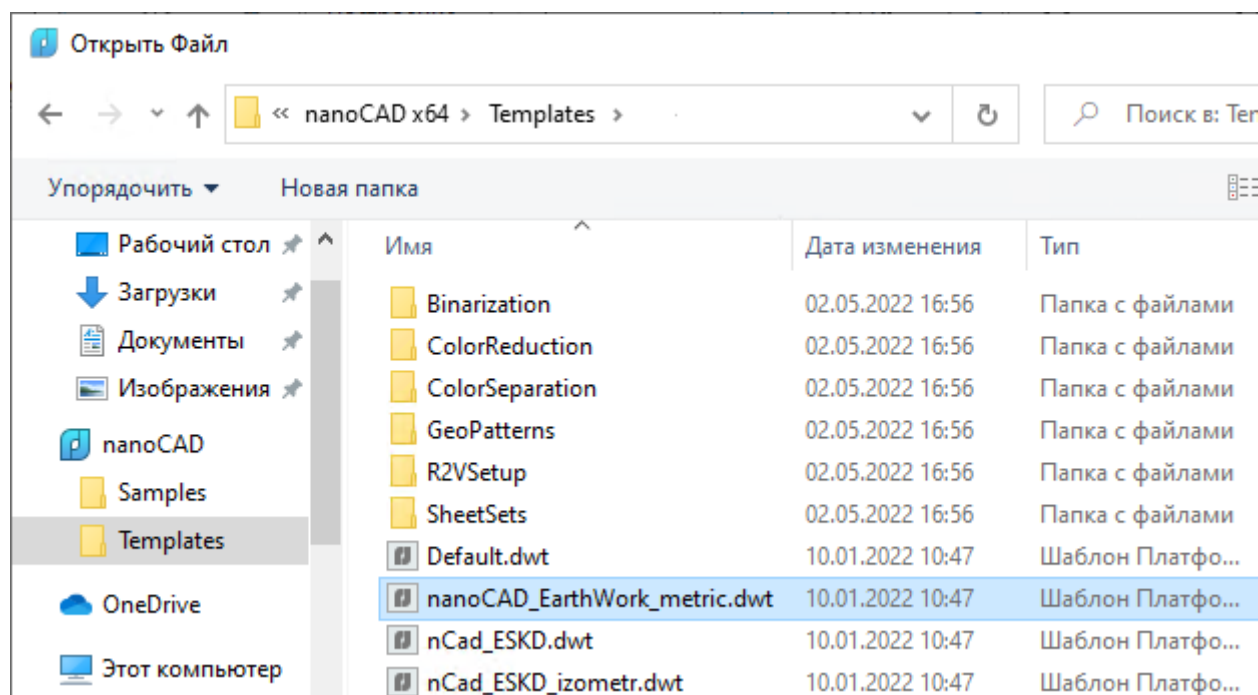 Открыть Файл
« nanoCAD x64 › Templates ›
Поиск в: Ter
Упорядочить
Новая папка
Рабочий стол
Загрузки
Документы
Изображения
nanoCAD
Samples
Templates
OneDrive
Этот компьютер
Имя Дата изменения Тип
Binarization 02.05.2022 16:56 Папка с файлами
ColorReduction 02.05.2022 16:56 Папка с файлами
ColorSeparation 02.05.2022 16:56 Папка с файлами
GeoPatterns 02.05.2022 16:56 Папка с файлами
R2VSetup 02.05.2022 16:56 Папка с файлами
SheetSets 02.05.2022 16:56 Папка с файлами
Default.dwt 10.01.2022 10:47 Шаблон Платфо...
nanoCAD_EarthWork_metric.dwt 10.01.2022 10:47 Шаблон Платфо...
nCad_ESKD.dwt 10.01.2022 10:47 Шаблон Платфо...
nCad_ESKD_izometr.dwt 10.01.2022 10:47 Шаблон Платфо...